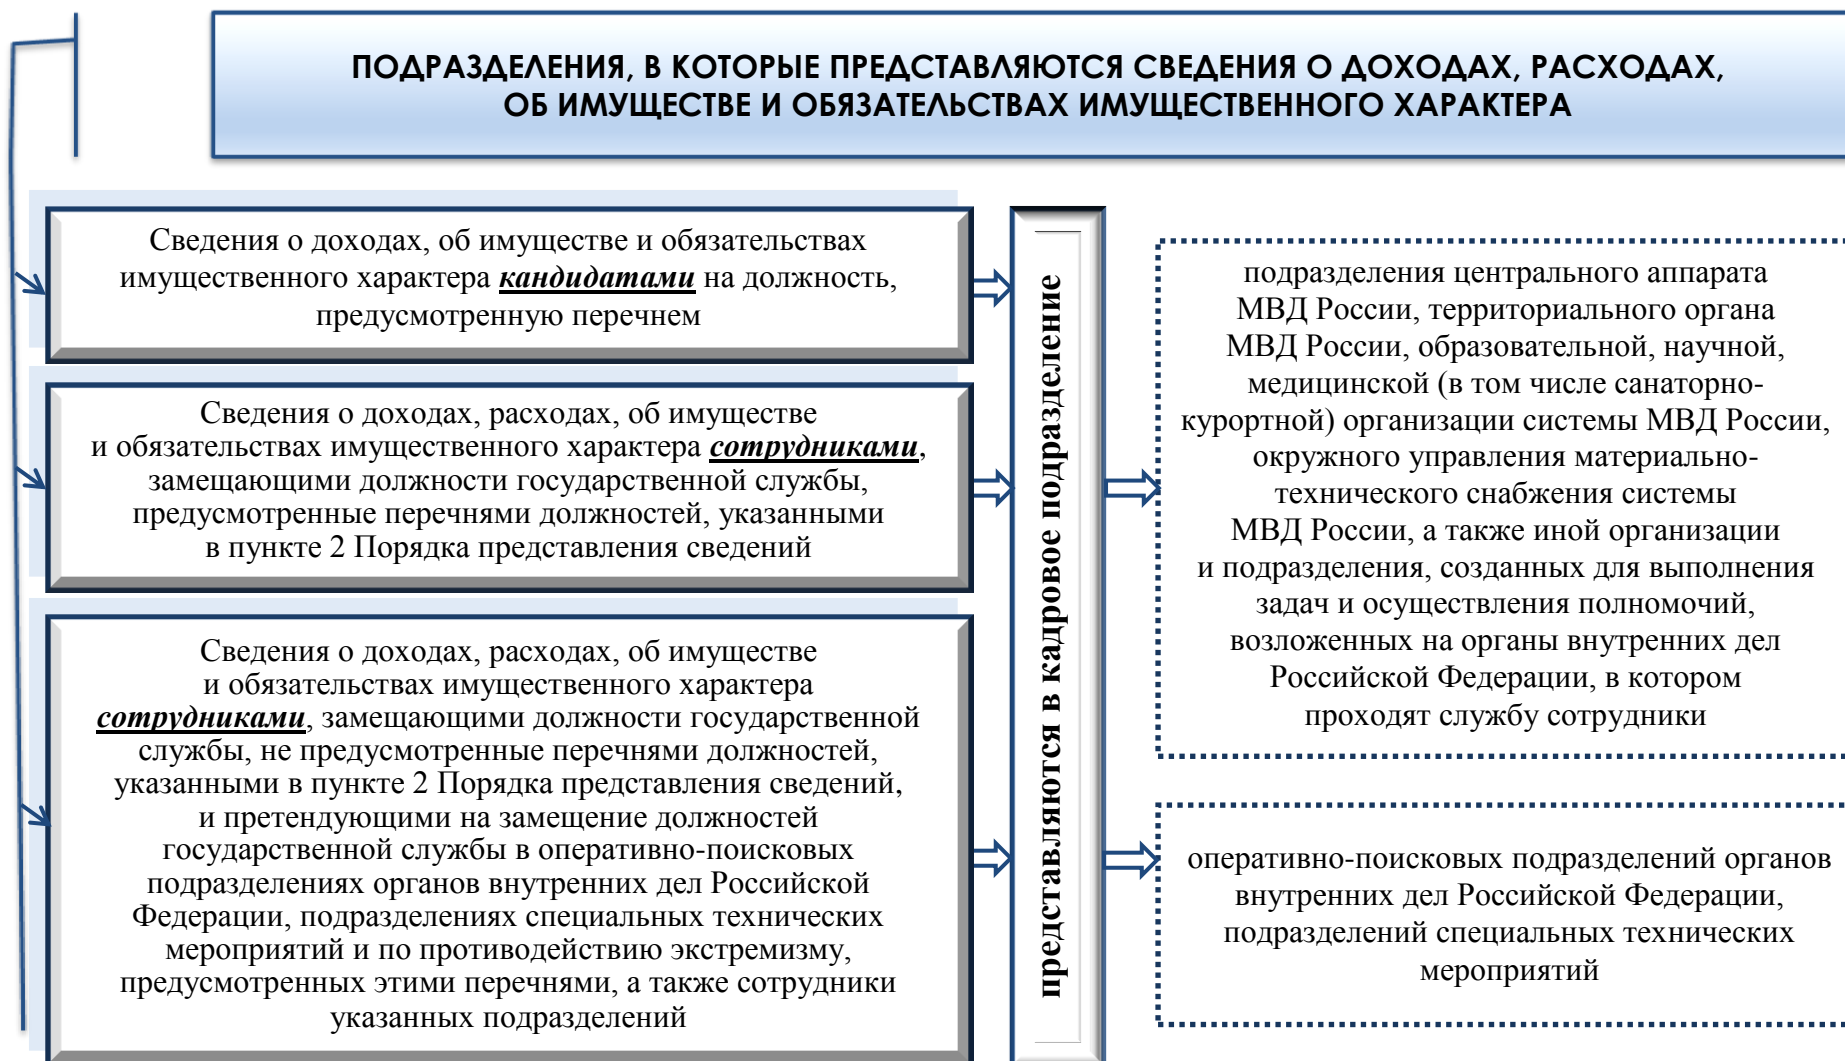 ПОДРАЗДЕЛЕНИЯ, В КОТОРЫЕ ПРЕДСТАВЛЯЮТСЯ СВЕДЕНИЯ О ДОХОДАХ, РАСХОДАХ,
ОБ ИМУЩЕСТВЕ И ОБЯЗАТЕЛЬСТВАХ ИМУЩЕСТВЕННОГО ХАРАКТЕРА
Сведения о доходах, об имуществе и обязательствах
имущественного характера кандидатами на должность,
предусмотренную перечнем
Сведения о доходах, расходах, об имуществе
и обязательствах имущественного характера сотрудниками,
замещающими должности государственной службы,
предусмотренные перечнями должностей, указанными
в пункте 2 Порядка представления сведений
Сведения о доходах, расходах, об имуществе
и обязательствах имущественного характера
сотрудниками, замещающими должности государственной
службы, не предусмотренные перечнями должностей,
указанными в пункте 2 Порядка представления сведений,
и претендующими на замещение должностей
государственной службы в оперативно-поисковых
подразделениях органов внутренних дел Российской
Федерации, подразделениях специальных технических
мероприятий и по противодействию экстремизму,
предусмотренных этими перечнями, а также сотрудники
указанных подразделений
представляются в кадровое подразделение
подразделения центрального аппарата
МВД России, территориального органа
МВД России, образовательной, научной,
медицинской (в том числе санаторно-
курортной) организации системы МВД России,
окружного управления материально-
технического снабжения системы
МВД России, а также иной организации
и подразделения, созданных для выполнения
задач и осуществления полномочий,
возложенных на органы внутренних дел
Российской Федерации, в котором
проходят службу сотрудники
оперативно-поисковых подразделений органов
внутренних дел Российской Федерации,
подразделений специальных технических
мероприятий